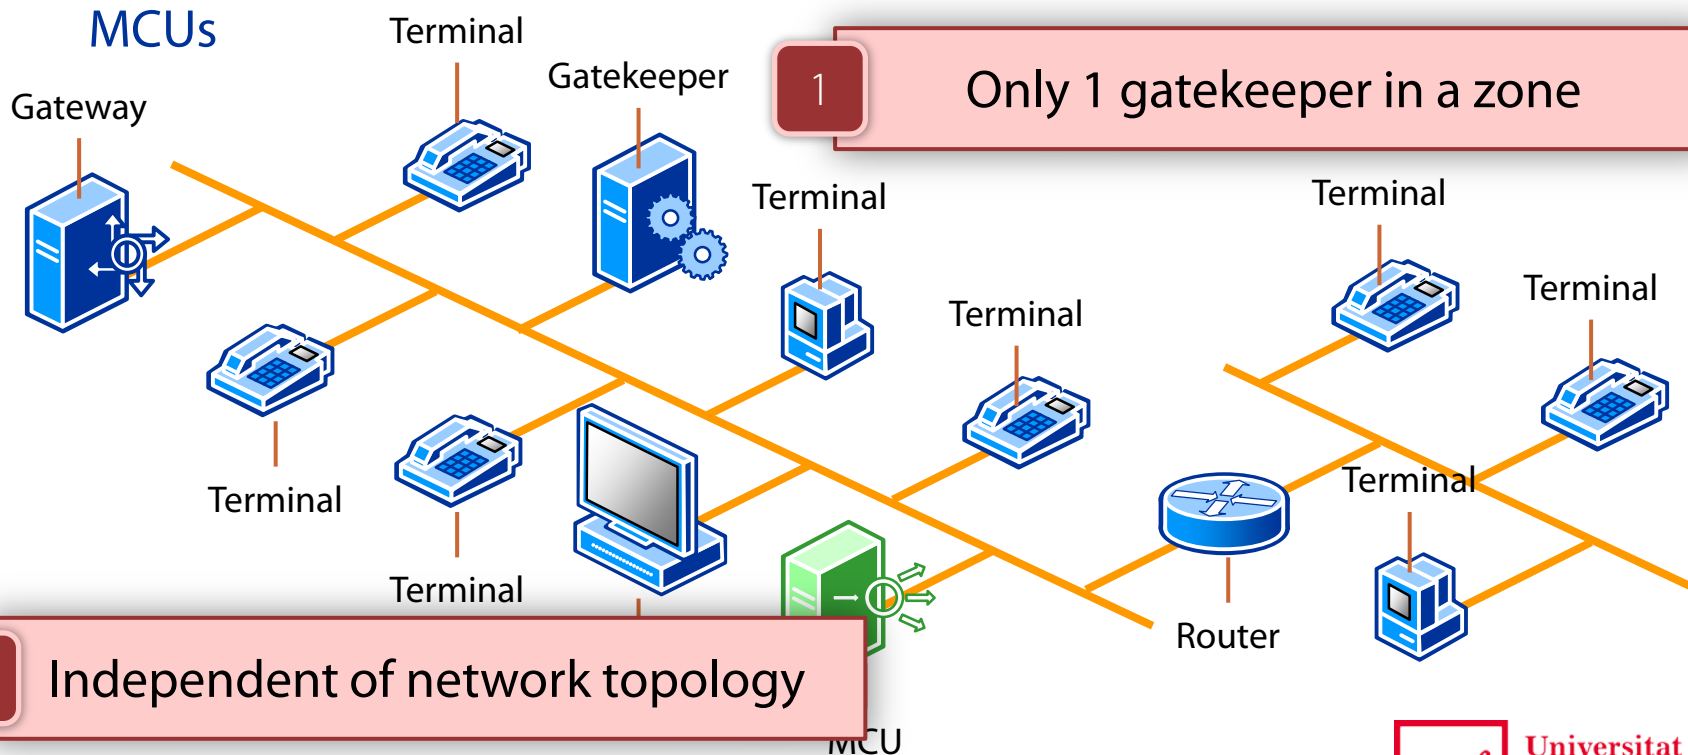 MCUs
Terminal
Gatekeeper
1
Only 1 gatekeeper in a zone
Gateway
Terminal
Terminal
Terminal
Terminal
Terminal
Terminal
Terminal
Router
Independent of network topology
MCU
Universitat